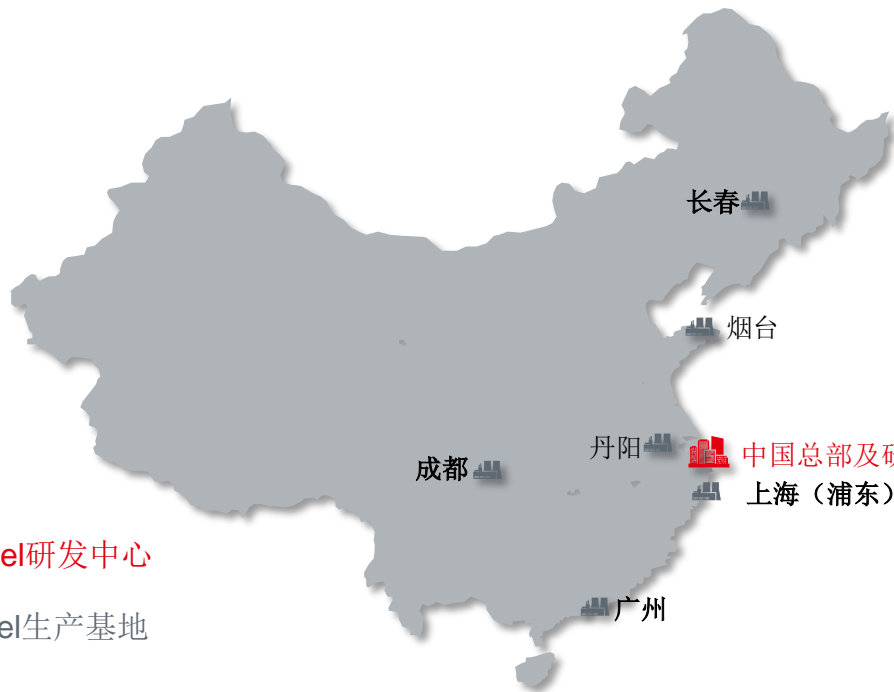 长春
烟台
丹阳
中国总部及
成都
上海（浦东）
el研发中心
广州
el生产基地